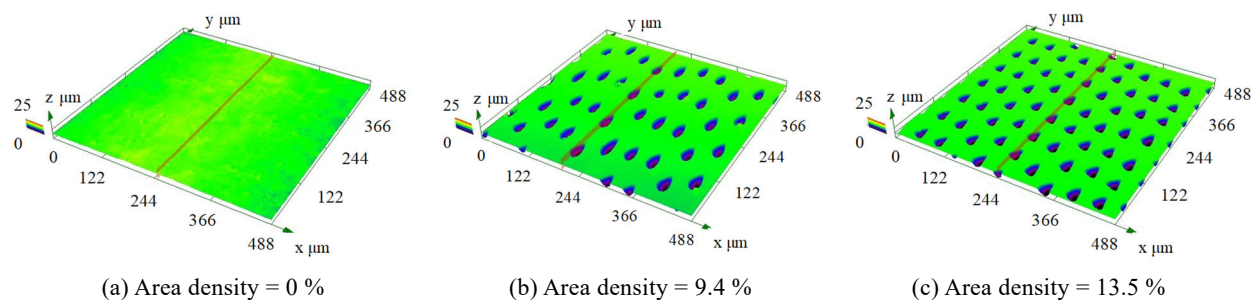 y μm
z μm
25
0
0
122
244
366
488
488
366
244
122
x μm
(a) Area density = 0 %
y μm
z μm
25
0
0
122
244
366
488
488
366
244
122
x μm
(b) Area density = 9.4 %
y μm
z μm
25
0
0
122
244
366
488
488
366
244
122
x μm
(c) Area density = 13.5 %